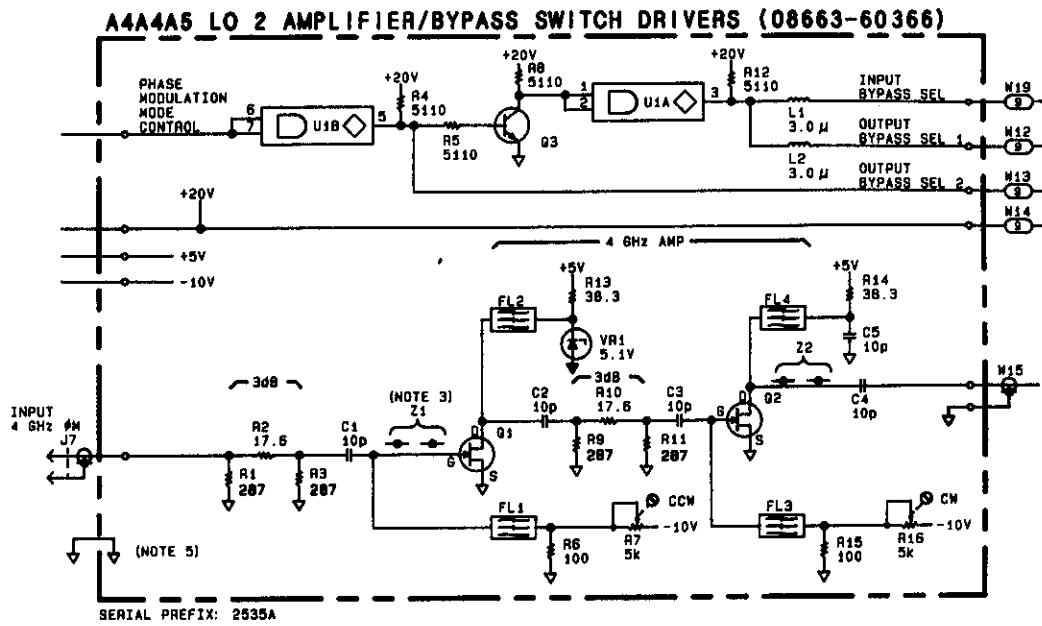 A4A4A5 LO 2 AMPLIFIER/BYPASS SWITCH DRIVERS (08663-60366)
PHASE
MODULATION
MODE
CONTROL
6
7
U1B
5
+20V
R4
5110
R5
5110
+20V
R8
5110
Q3
1
2
U1A
3
+20V
R12
5110
L1
3.0 µ
L2
3.0 µ
INPUT
BYPASS SEL
OUTPUT
BYPASS SEL 1
OUTPUT
BYPASS SEL 2
W19
9
W12
9
W13
9
W14
9
+20V
+5V
-10V
4 GHz AMP
FL2
+5V
R13
38.3
VR1
5.1V
FL4
+5V
R14
38.3
C5
10p
3dB
(NOTE 3)
Z1
C2
10p
3dB
R10
17.6
C3
10p
Z2
W15
INPUT
4 GHz
ΦM
J7
R2
17.6
C1
10p
D
Q1
G
S
R9
287
R11
287
D
Q2
G
S
C4
10p
R1
287
R3
287
FL1
CCW
-10V
R6
100
R7
5k
FL3
CW
-10V
R15
100
R16
5k
(NOTE 5)
SERIAL PREFIX: 2535A